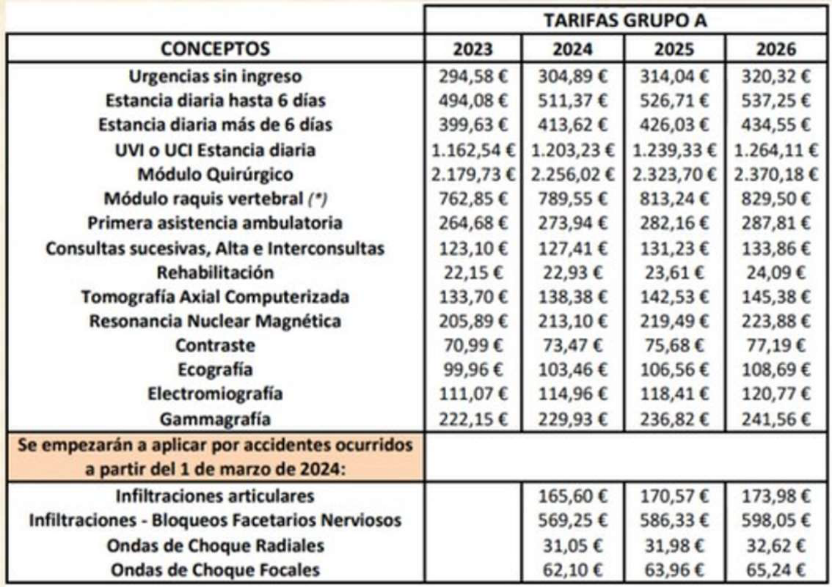 TARIFAS GRUPO A
CONCEPTOS 2023 2024 2025 2026
Urgencias sin ingreso 294,58 € 304,89 € 314,04 € 320,32 €
Estancia diaria hasta 6 días 494,08 € 511,37 € 526,71 € 537,25 €
Estancia diaria más de 6 días 399,63 € 413,62 € 426,03 € 434,55 €
UVI o UCI Estancia diaria 1.162,54 € 1.203,23 € 1.239,33 € 1.264,11 €
Módulo Quirúrgico 2.179,73 € 2.256,02 € 2.323,70 € 2.370,18 €
Módulo raquis vertebral (*) 762,85 € 789,55 € 813,24 € 829,50 €
Primera asistencia ambulatoria 264,68 € 273,94 € 282,16 € 287,81 €
Consultas sucesivas, Alta e Interconsultas 123,10 € 127,41 € 131,23 € 133,86 €
Rehabilitación 22,15 € 22,93 € 23,61 € 24,09 €
Tomografía Axial Computerizada 133,70 € 138,38 € 142,53 € 145,38 €
Resonancia Nuclear Magnética 205,89 € 213,10 € 219,49 € 223,88 €
Contraste 70,99 € 73,47 € 75,68 € 77,19 €
Ecografía 99,96 € 103,46 € 106,56 € 108,69 €
Electromiografía 111,07 € 114,96 € 118,41 € 120,77 €
Gammagrafía 222,15 € 229,93 € 236,82 € 241,56 €
Se empezarán a aplicar por accidentes ocurridos
a partir del 1 de marzo de 2024:
Infiltraciones articulares 165,60 € 170,57 € 173,98 €
Infiltraciones - Bloqueos Facetarios Nerviosos 569,25 € 586,33 € 598,05 €
Ondas de Choque Radiales 31,05 € 31,98 € 32,62 €
Ondas de Choque Focales 62,10 € 63,96 € 65,24 €